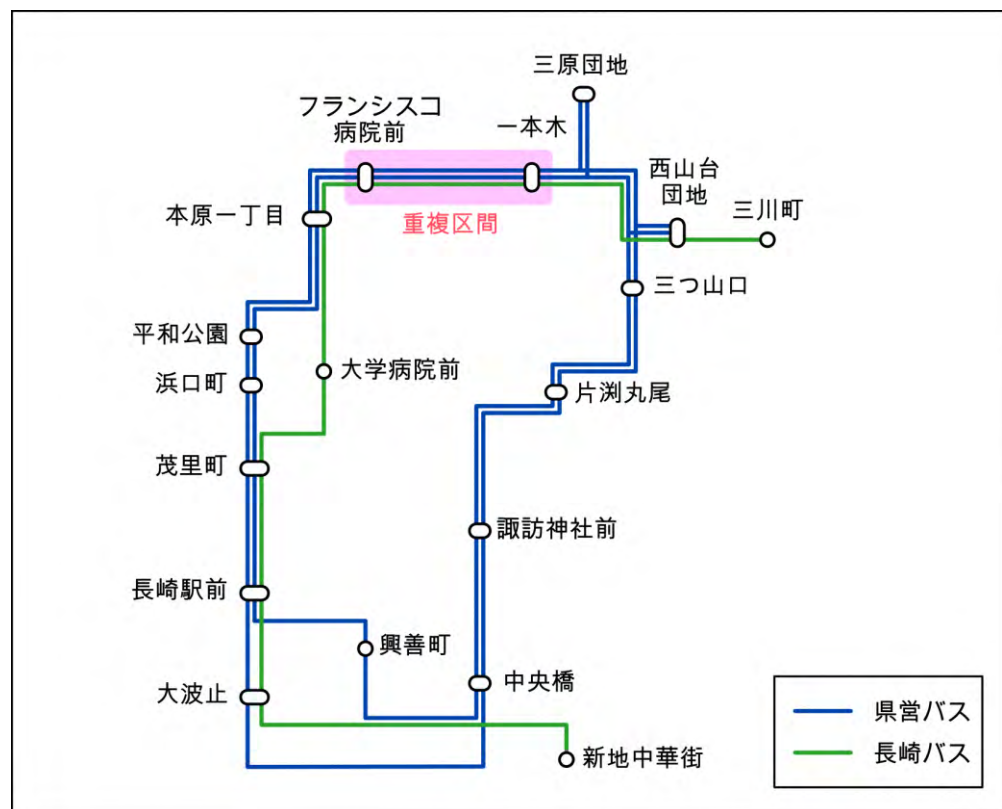 三原団地
フランシスコ
病院前
一本木
西山台
団地
三川町
本原一丁目
重複区間
三つ山口
平和公園
大学病院前
浜口町
片渕丸尾
茂里町
諏訪神社前
長崎駅前
興善町
大波止
中央橋
新地中華街
県営バス
長崎バス